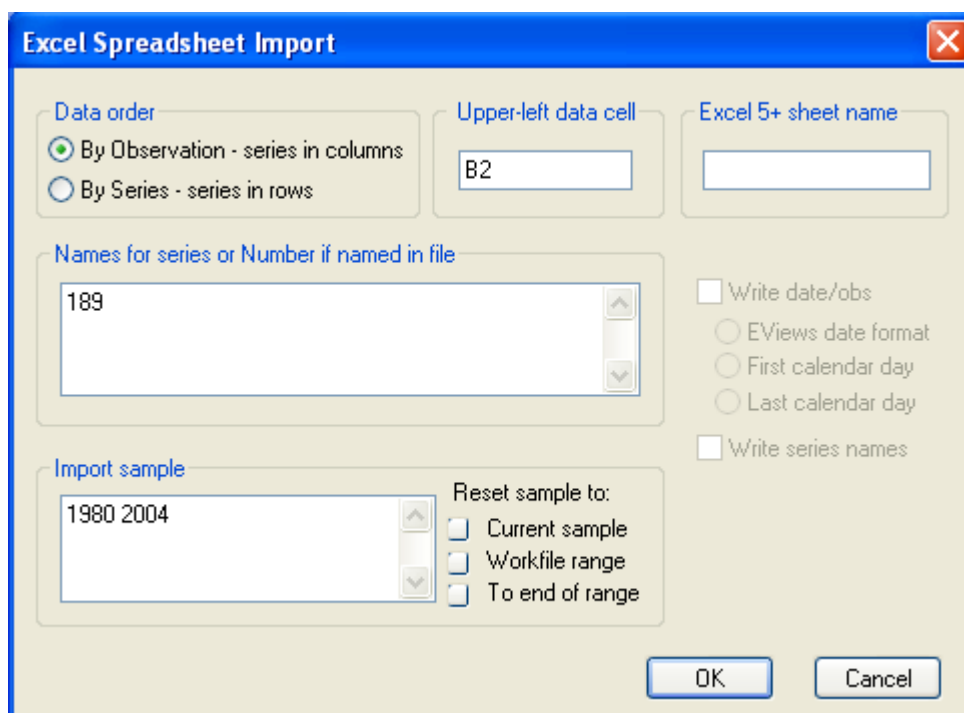 Excel Spreadsheet Import
Data order
By Observation - series in columns
By Series - series in rows
Upper-left data cell
B2
Excel 5+ sheet name
Names for series or Number if named in file
189
Write date/obs
EViews date format
First calendar day
Last calendar day
Write series names
Import sample
1980 2004
Reset sample to:
Current sample
Workfile range
To end of range
OK
Cancel